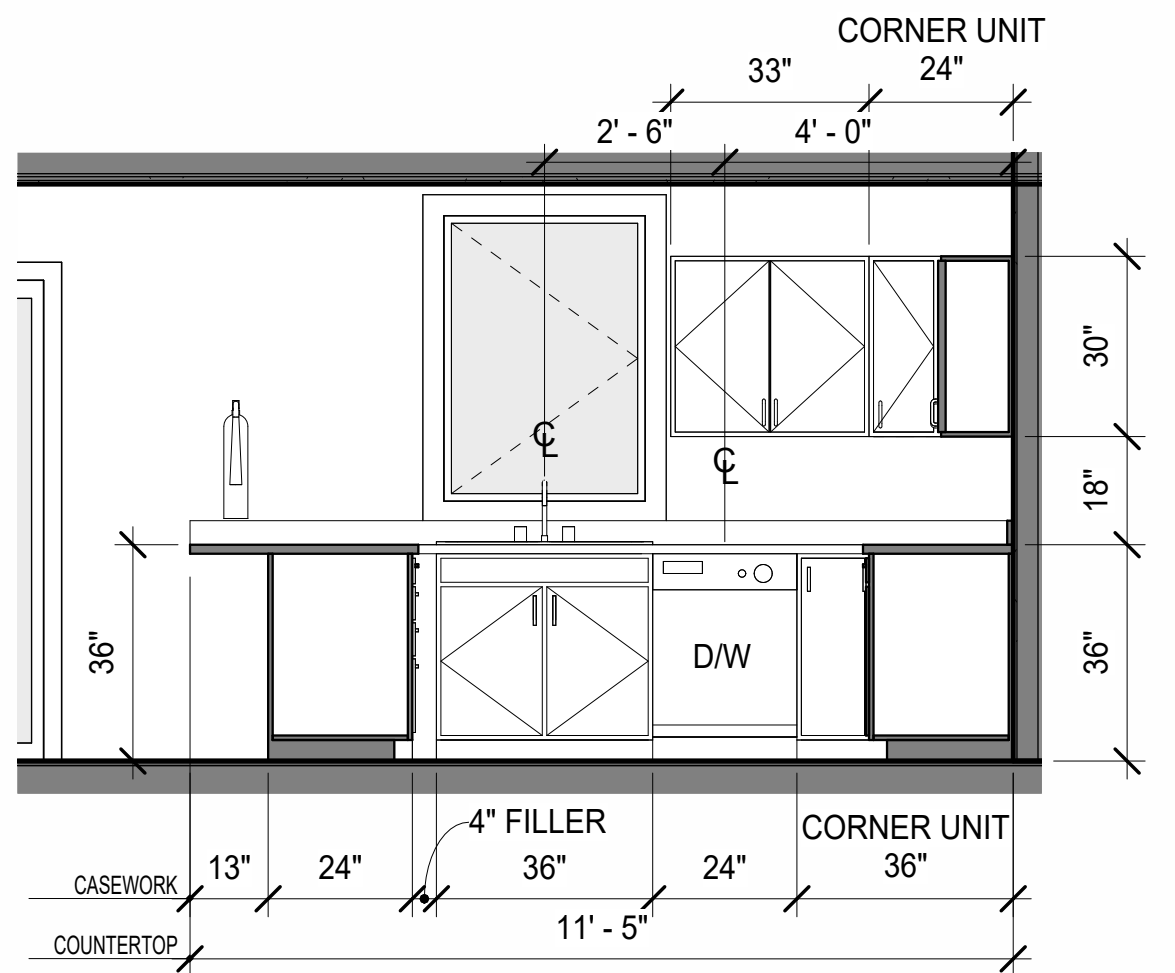 CORNER UNIT
33" 24"
2' - 6" 4' - 0"
30"
℄
℄
18"
36"
36"
D/W
4" FILLER
CORNER UNIT
CASEWORK 13" 24" 36" 24" 36"
11' - 5"
COUNTERTOP